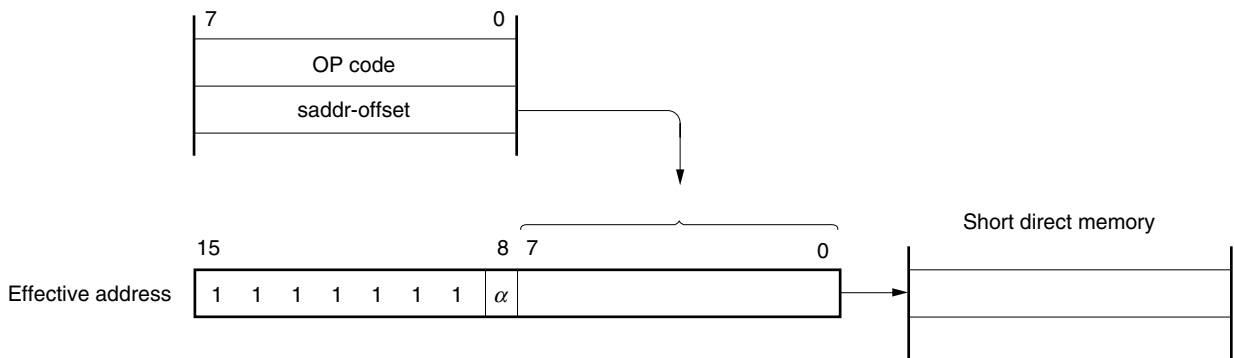 7 0
OP code
saddr-offset
Short direct memory
15 8 7 0
Effective address 1 1 1 1 1 1 1 α